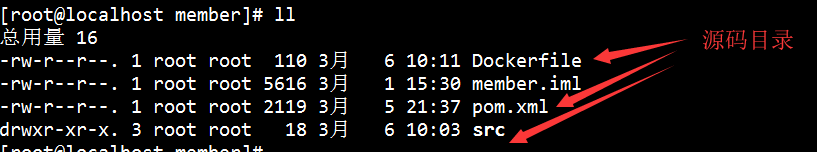 [root@localhost member]# ll
总用量 16
-rw-r--r--. 1 root root  110 3月   6 10:11 Dockerfile
-rw-r--r--. 1 root root 5616 3月   1 15:30 member.iml
-rw-r--r--. 1 root root 2119 3月   5 21:37 pom.xml
drwxr-xr-x. 3 root root   18 3月   6 10:03 src
源码目录
[root@localhost member]#